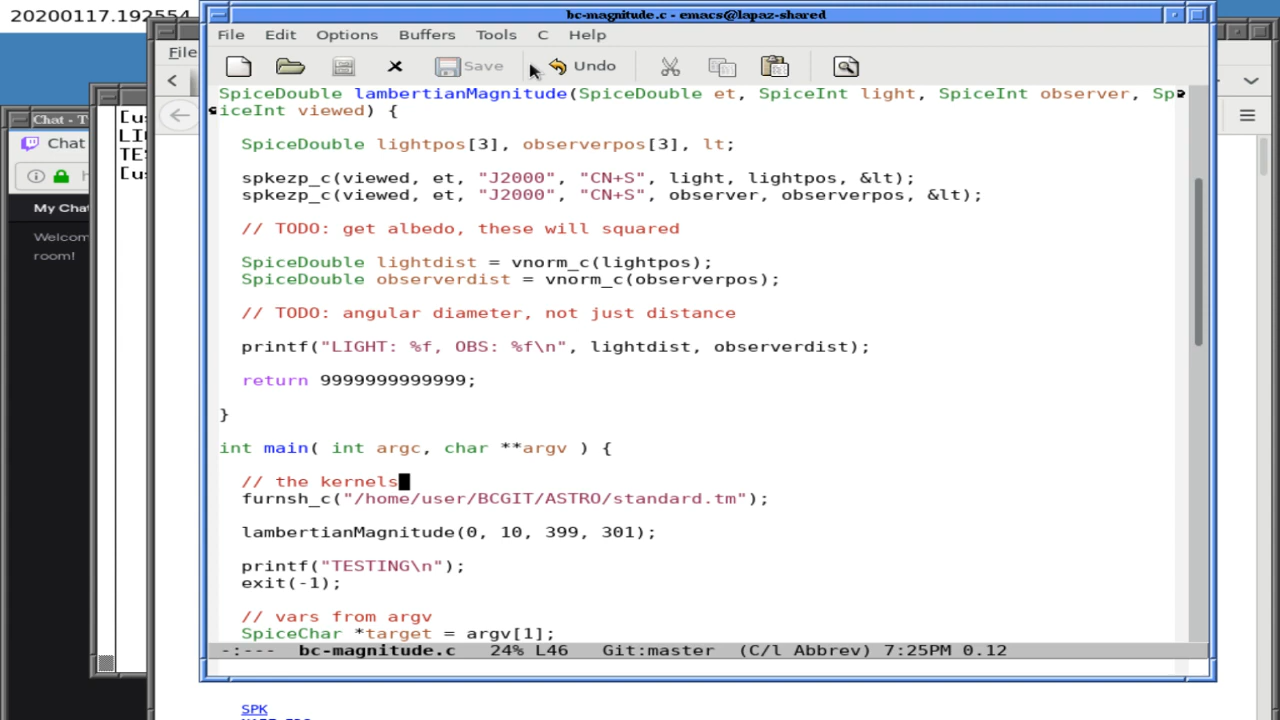 20200117.192554
bc-magnitude.c - emacs@lapaz-shared
File Edit Options Buffers Tools C Help
Save Undo
SpiceDouble lambertianMagnitude(SpiceDouble et, SpiceInt light, SpiceInt observer, Sp
iceInt viewed) {
SpiceDouble lightpos[3], observerpos[3], lt;
spkezp_c(viewed, et, "J2000", "CN+S", light, lightpos, &lt);
spkezp_c(viewed, et, "J2000", "CN+S", observer, observerpos, &lt);
// TODO: get albedo, these will squared
SpiceDouble lightdist = vnorm_c(lightpos);
SpiceDouble observerdist = vnorm_c(observerpos);
// TODO: angular diameter, not just distance
printf("LIGHT: %f, OBS: %f\n", lightdist, observerdist);
return 9999999999999;
}
int main( int argc, char **argv ) {
// the kernels
furnsh_c("/home/user/BCGIT/ASTRO/standard.tm");
lambertianMagnitude(0, 10, 399, 301);
printf("TESTING\n");
exit(-1);
// vars from argv
SpiceChar *target = argv[1];
-:--- bc-magnitude.c 24% L46 Git:master (C/l Abbrev) 7:25PM 0.12
File
Chat - T
Chat
My Chat
Welcom
room!
[u
LI
TE
[u
SPK